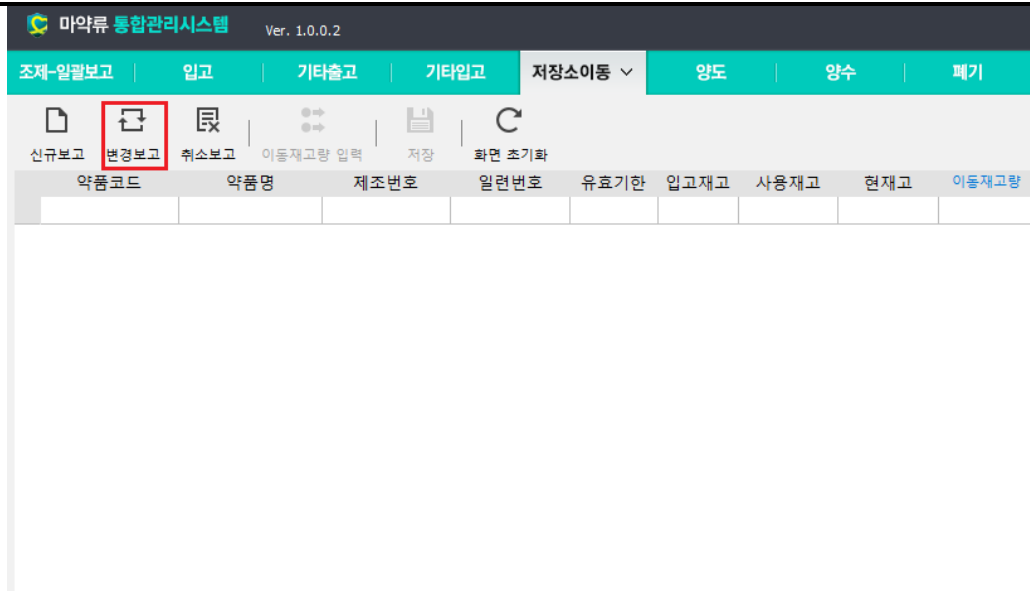 마약류 통합관리시스템 Ver. 1.0.0.2
조제-일괄보고 입고 기타출고 기타입고 저장소이동 양도 양수 폐기
신규보고 변경보고 취소보고 이동재고량 입력 저장 화면 초기화
약품코드 약품명 제조번호 일련번호 유효기한 입고재고 사용재고 현재고 이동재고량